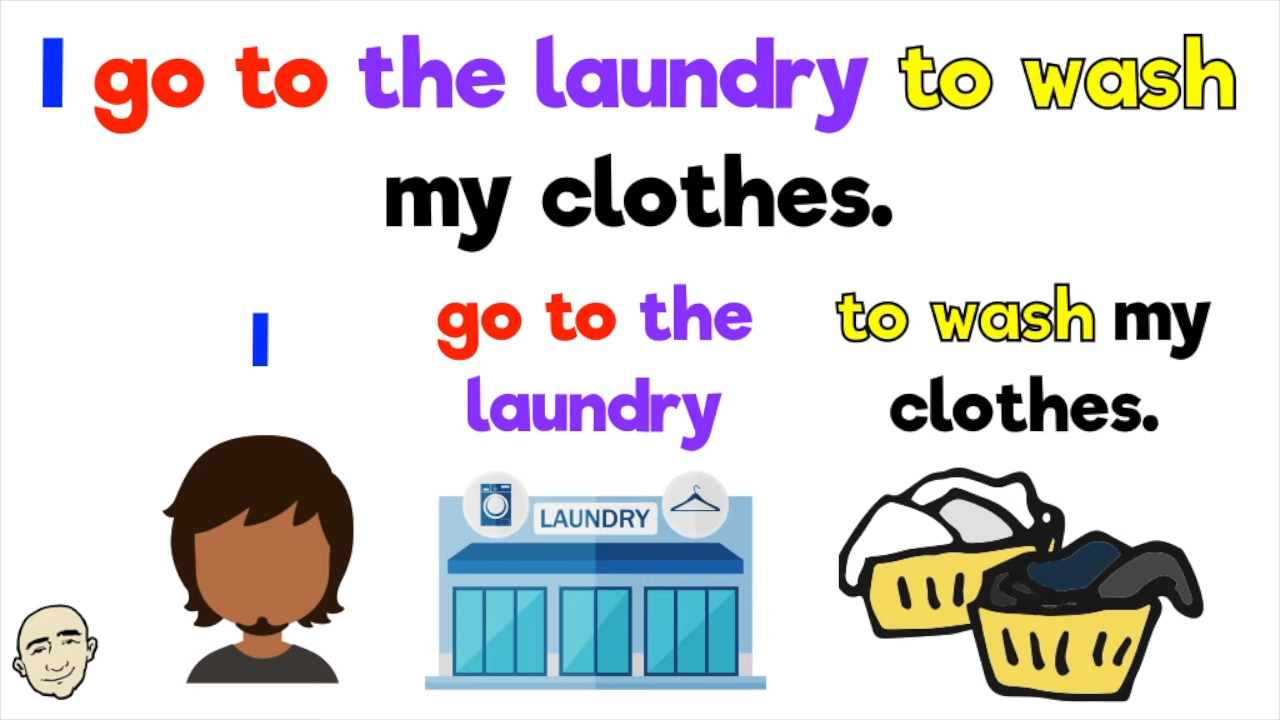 I go to the laundry to wash
my clothes.
I
go to the
laundry
to wash my
clothes.
LAUNDRY